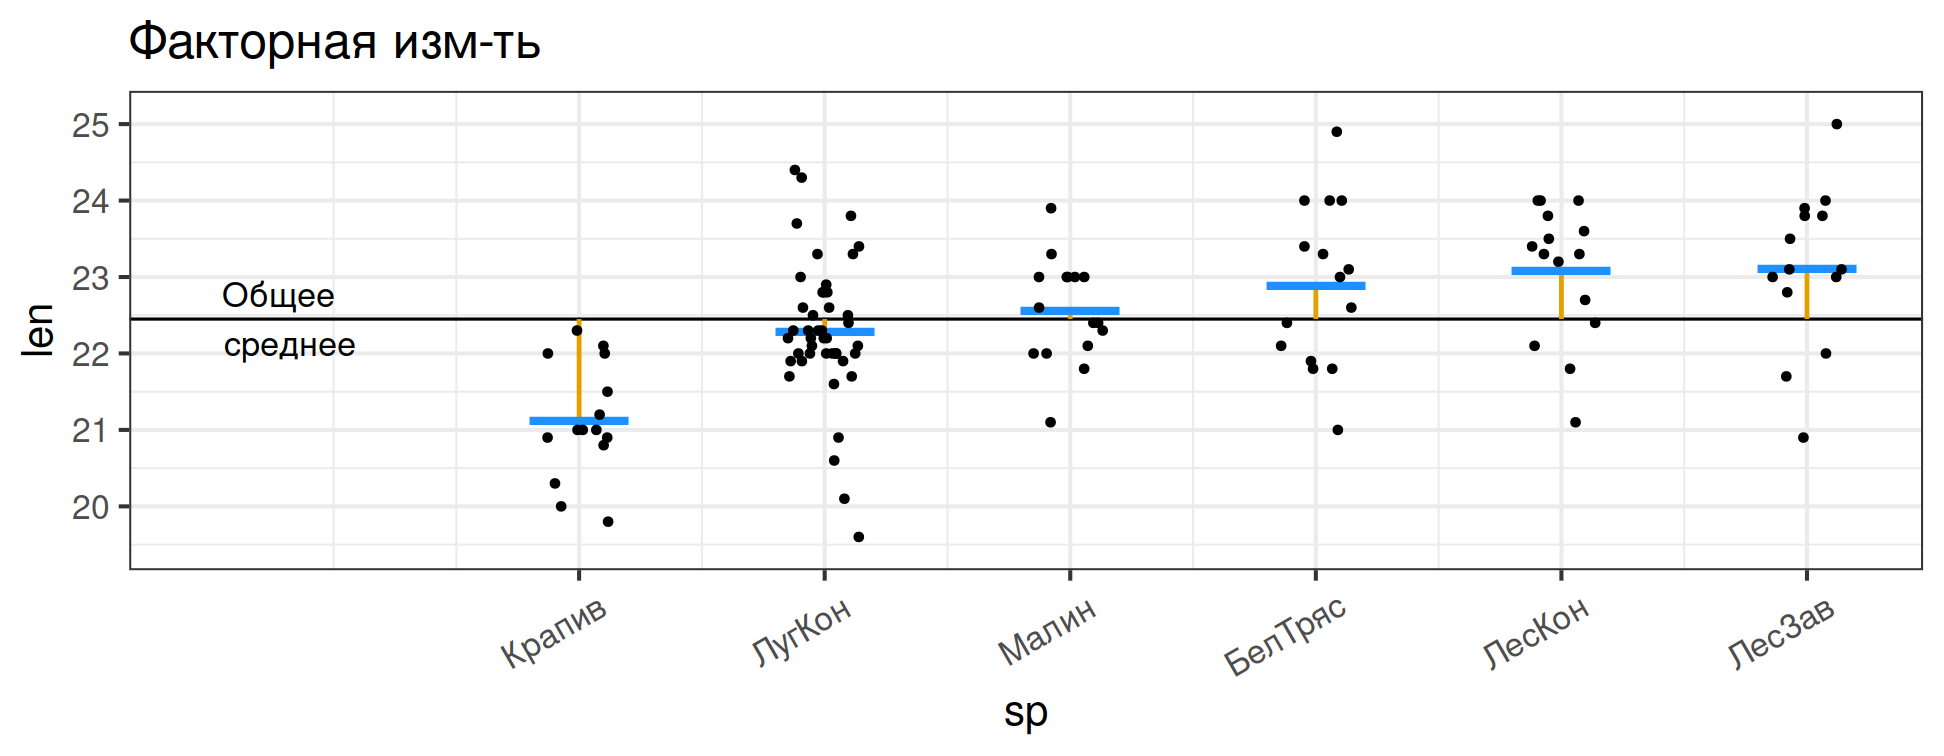 Факторная изм-ть
25
24
23
22
21
20
len
Общее
среднее
Крапив
ЛугКон
Малин
БелТряс
ЛесКон
ЛесЗав
sp